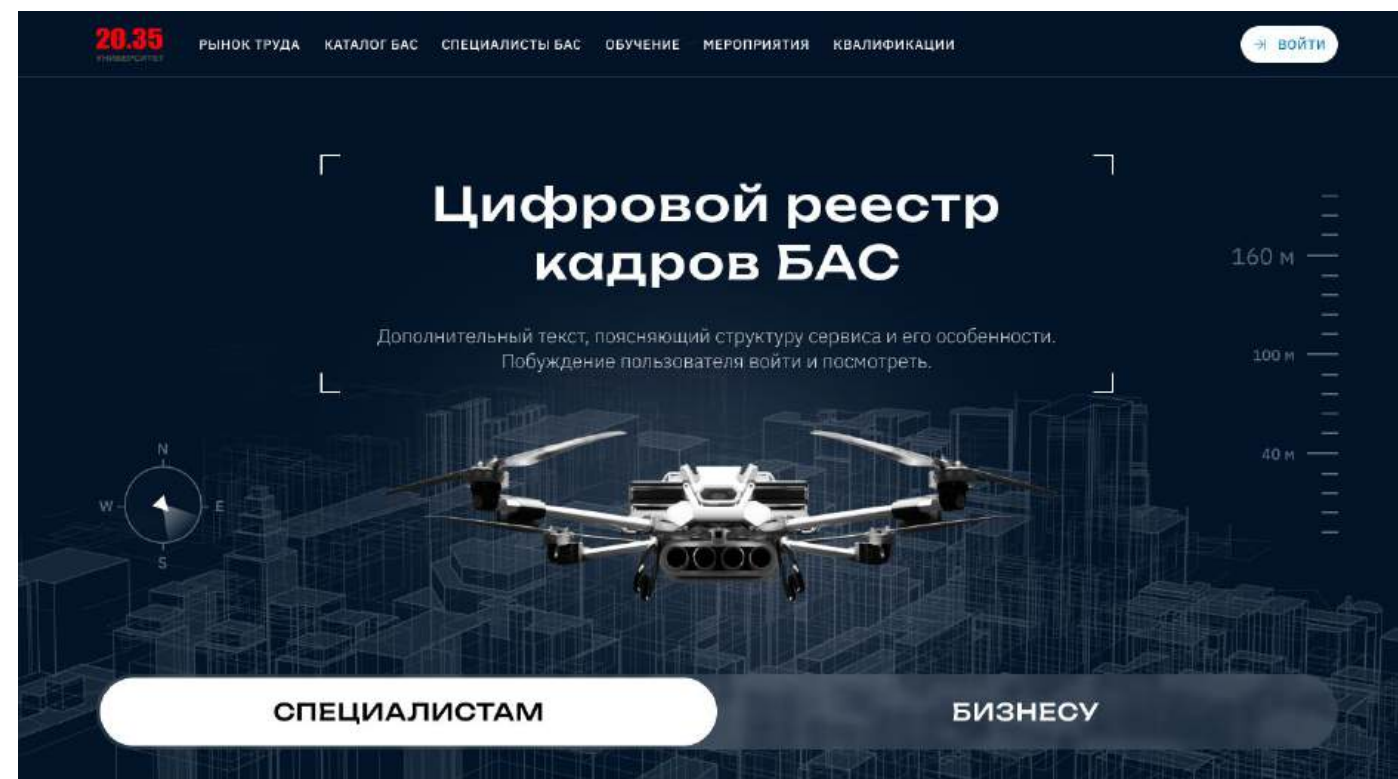 20.35
УНИВЕРСИТЕТ
РЫНОК ТРУДА
КАТАЛОГ БАС
СПЕЦИАЛИСТЫ БАС
ОБУЧЕНИЕ
МЕРОПРИЯТИЯ
КВАЛИФИКАЦИИ
ВОЙТИ
Цифровой реестр
кадров БАС
Дополнительный текст, поясняющий структуру сервиса и его особенности.
Побуждение пользователя войти и посмотреть.
160 м
100 м
40 м
N
W
E
S
СПЕЦИАЛИСТАМ
БИЗНЕСУ